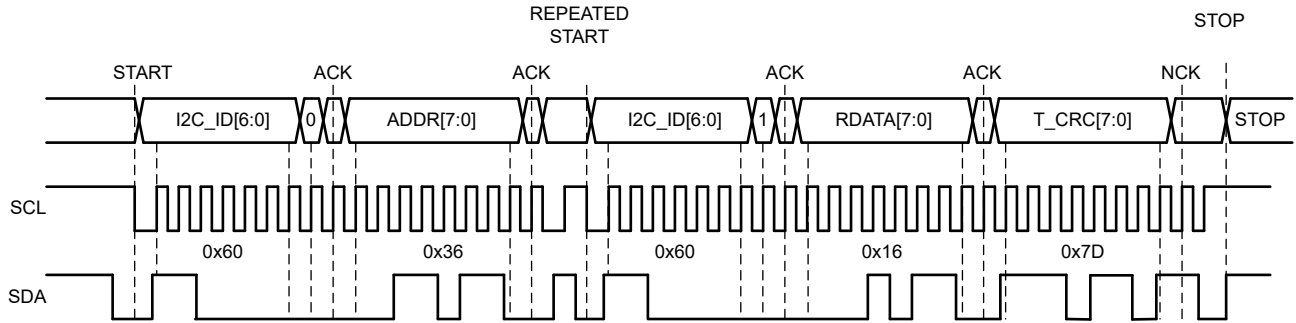 REPEATED
START
STOP
START ACK ACK ACK ACK NCK
I2C_ID[6:0] 0 ADDR[7:0] I2C_ID[6:0] 1 RDATA[7:0] T_CRC[7:0] STOP
SCL
0x60 0x36 0x60 0x16 0x7D
SDA